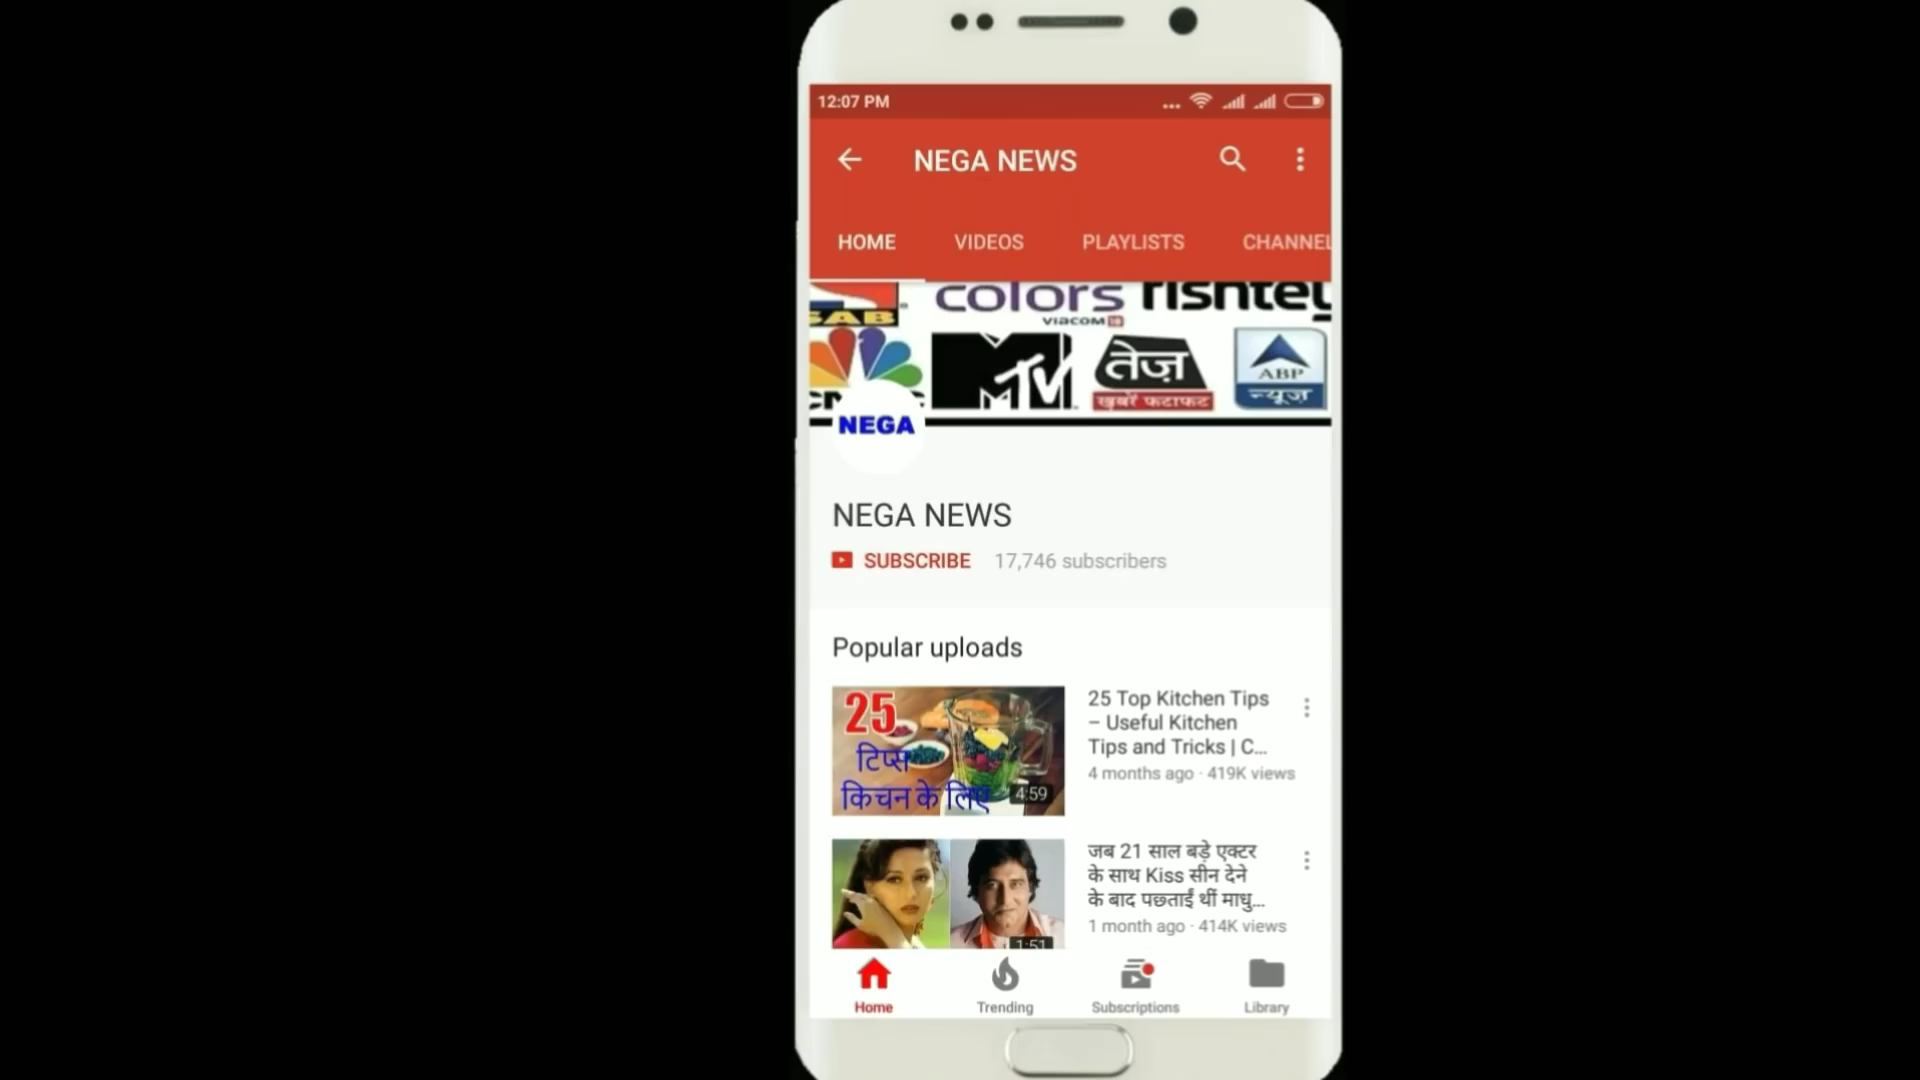 12:07 PM
NEGA NEWS
HOME VIDEOS PLAYLISTS CHANNEL
SAB colors rishtey
VIACOM 18
MTV तेज़ ABP
ख़बरें फटाफट न्यूज़
NEGA
NEGA NEWS
SUBSCRIBE 17,746 subscribers
Popular uploads
25
टिप्स
किचन के लिए
4:59
25 Top Kitchen Tips
– Useful Kitchen
Tips and Tricks | C...
4 months ago · 419K views
1:51
जब 21 साल बड़े एक्टर
के साथ Kiss सीन देने
के बाद पछताईं थीं माधु...
1 month ago · 414K views
Home Trending Subscriptions Library